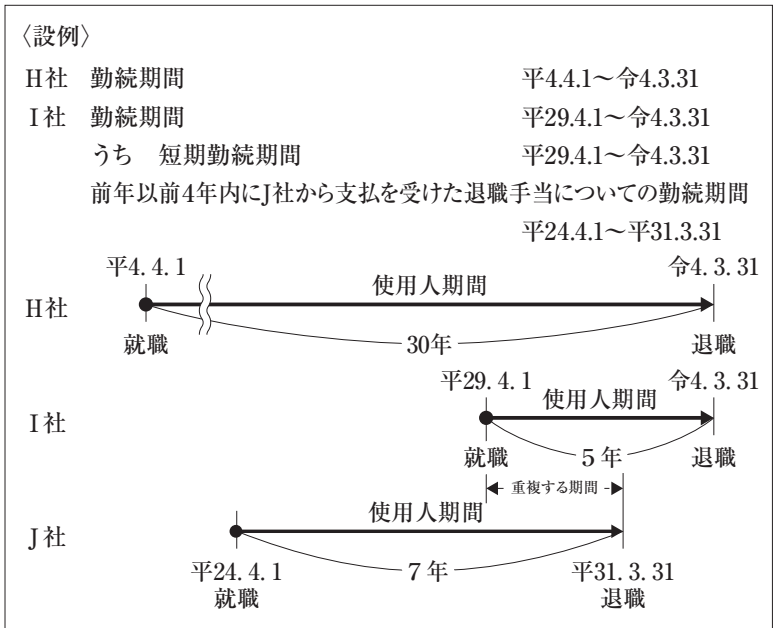 〈設例〉
H社 勤続期間 平4.4.1～令4.3.31
I社 勤続期間 平29.4.1～令4.3.31
うち 短期勤続期間 平29.4.1～令4.3.31
前年以前4年内にJ社から支払を受けた退職手当についての勤続期間
平24.4.1～平31.3.31
平4.4.1 令4.3.31
使用人期間
H社
就職 30年 退職
平29.4.1 令4.3.31
使用人期間
I社
就職 5年 退職
重複する期間
使用人期間
J社
平24.4.1 7年 平31.3.31
就職 退職